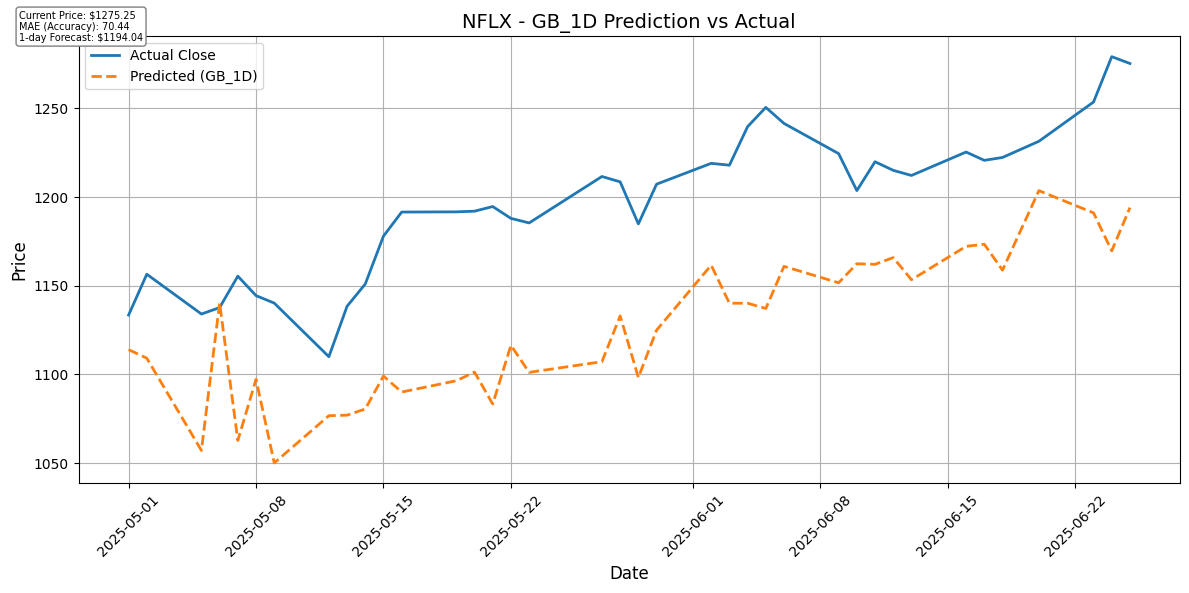 NFLX - GB_1D Prediction vs Actual
Current Price: $1275.25
MAE (Accuracy): 70.44
1-day Forecast: $1194.04
Actual Close
Predicted (GB_1D)
Price
1250
1200
1150
1100
1050
2025-05-01
2025-05-08
2025-05-15
2025-05-22
2025-06-01
2025-06-08
2025-06-15
2025-06-22
Date